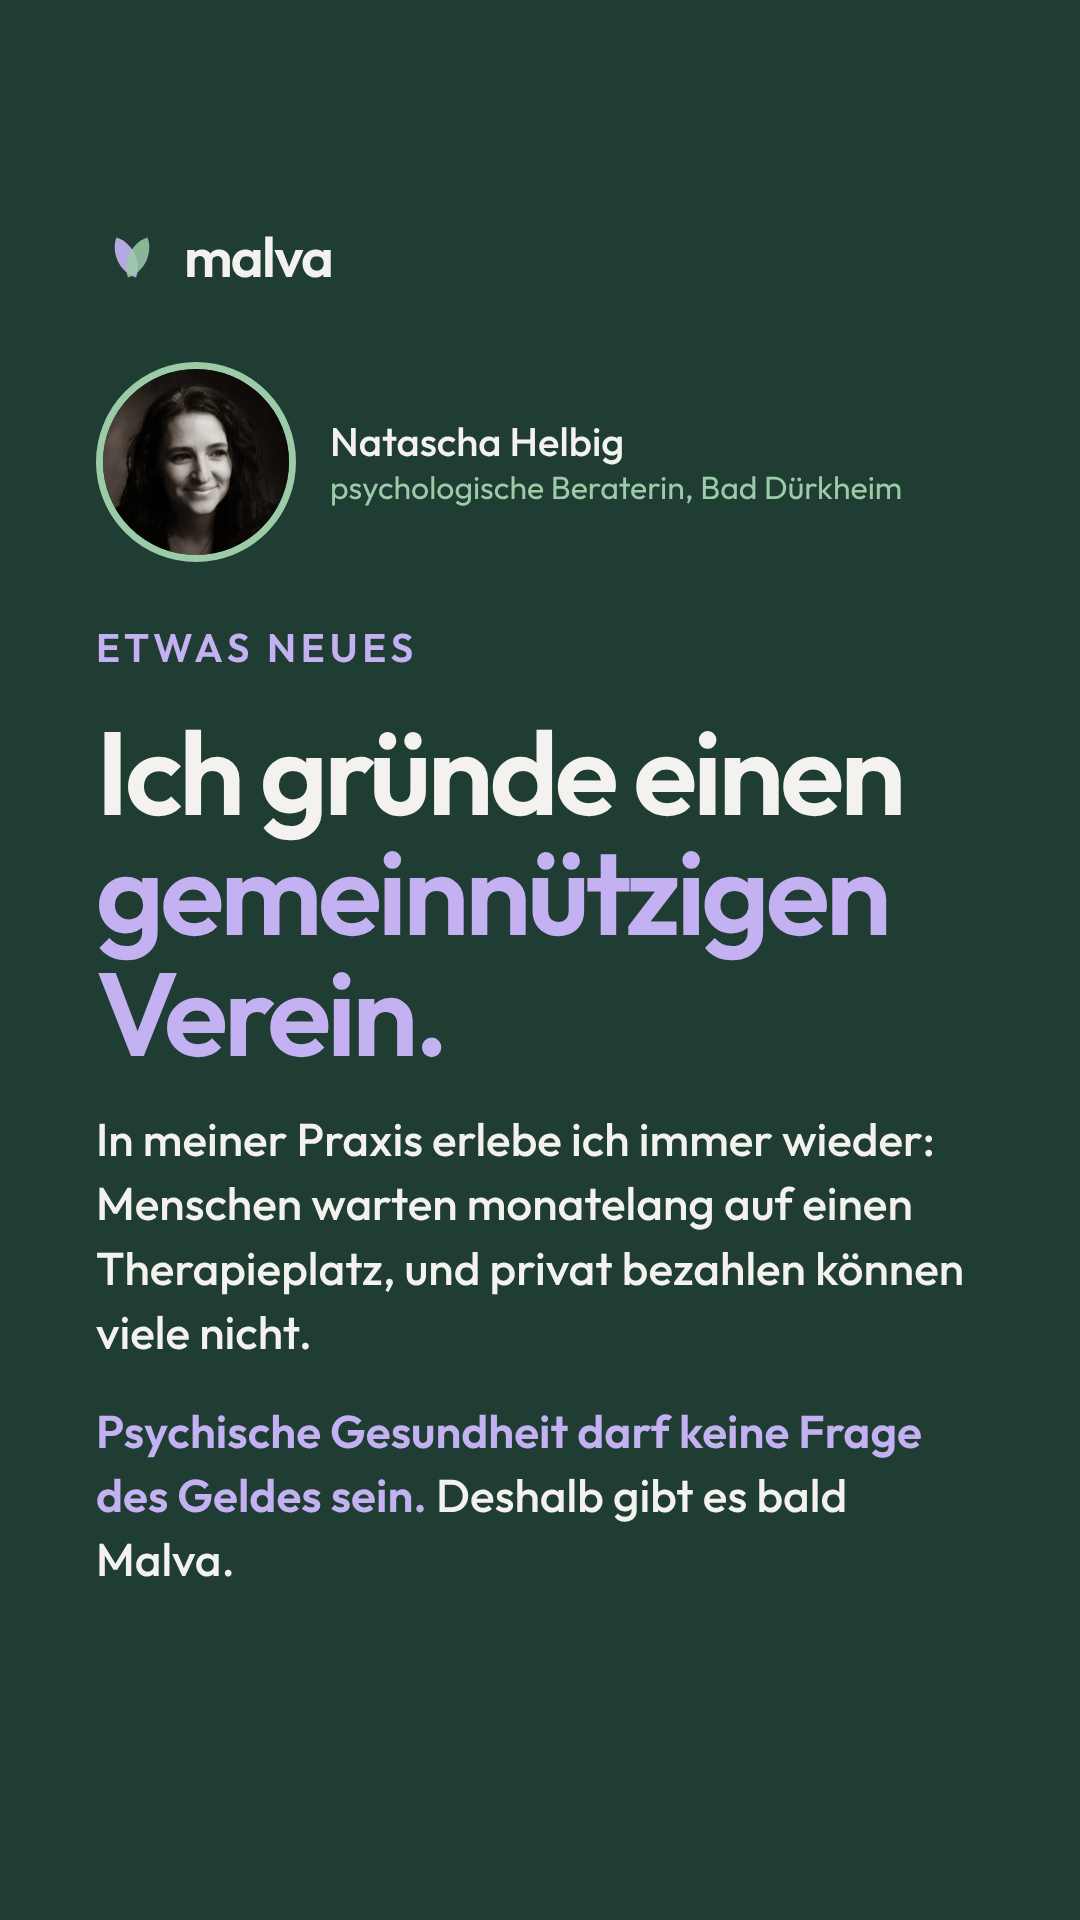 malva
Natascha Helbig
psychologische Beraterin, Bad Dürkheim
ETWAS NEUES
Ich gründe einen
gemeinnützigen
Verein.
In meiner Praxis erlebe ich immer wieder:
Menschen warten monatelang auf einen
Therapieplatz, und privat bezahlen können
viele nicht.
Psychische Gesundheit darf keine Frage
des Geldes sein. Deshalb gibt es bald
Malva.